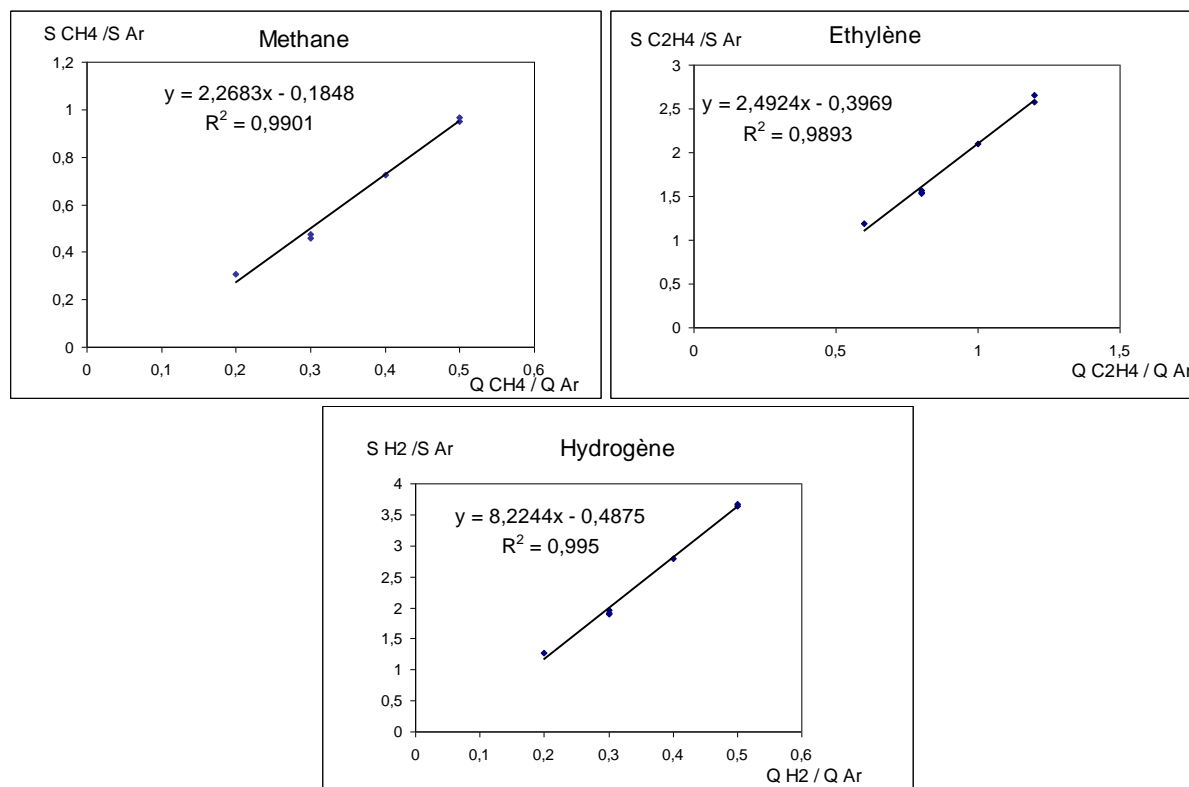 S CH4 /S Ar
Methane
1,2
1
0,8
0,6
0,4
0,2
0
y = 2,2683x - 0,1848
R² = 0,9901
0 0,1 0,2 0,3 0,4 0,5 0,6
Q CH4 / Q Ar
S C2H4 /S Ar
Ethylène
3
2,5
2
1,5
1
0,5
0
y = 2,4924x - 0,3969
R² = 0,9893
0 0,5 1 1,5
Q C2H4 / Q Ar
S H2 /S Ar
Hydrogène
4
3,5
3
2,5
2
1,5
1
0,5
0
y = 8,2244x - 0,4875
R² = 0,995
0 0,1 0,2 0,3 0,4 0,5 0,6
Q H2 / Q Ar